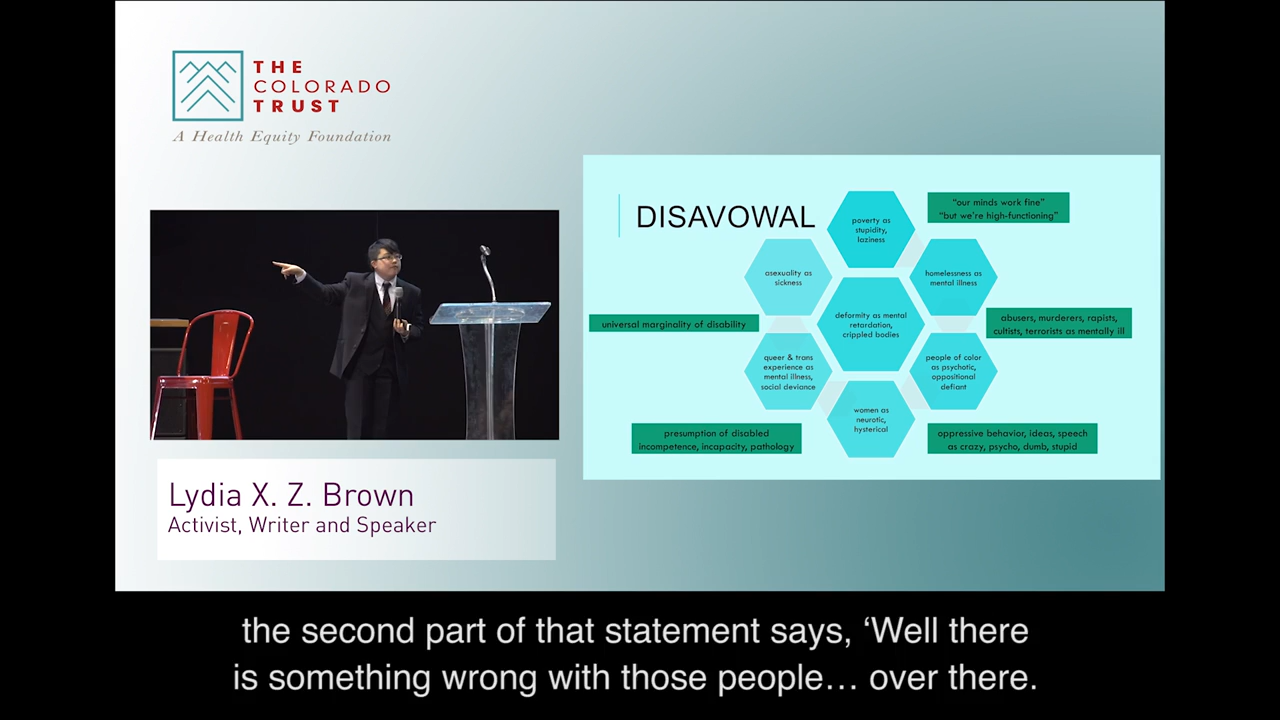 THE
COLORADO
TRUST
A Health Equity Foundation
DISAVOWAL
poverty as
stupidity,
laziness
"our minds work fine"
"but we're high-functioning"
asexuality as
sickness
homelessness as
mental illness
universal marginality of disability
deformity as mental
retardation,
crippled bodies
abusers, murderers, rapists,
cultists, terrorists as mentally ill
queer & trans
experience as
mental illness,
social deviance
people of color
as psychotic,
oppositional
defiant
women as
neurotic,
hysterical
presumption of disabled
incompetence, incapacity, pathology
oppressive behavior, ideas, speech
as crazy, psycho, dumb, stupid
Lydia X. Z. Brown
Activist, Writer and Speaker
the second part of that statement says, ‘Well there
is something wrong with those people… over there.